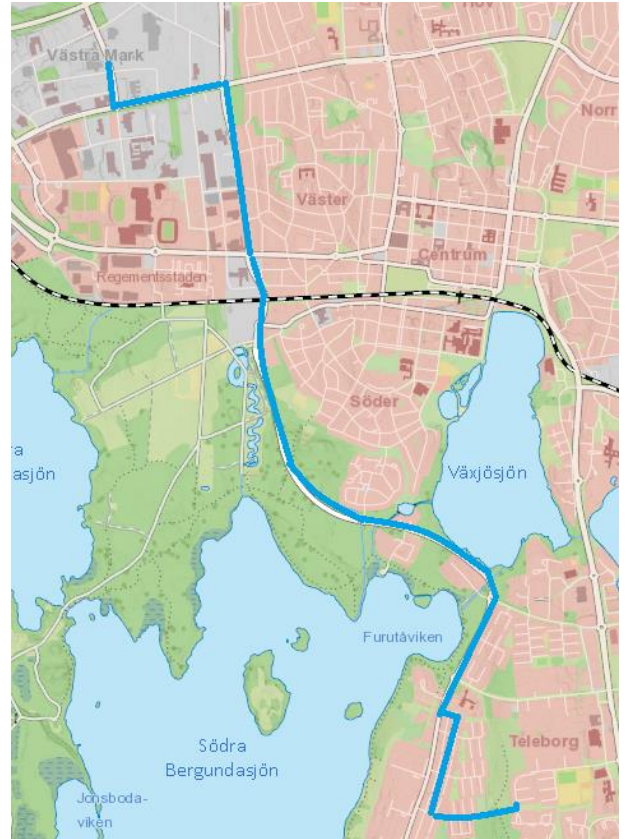 Västra Mark
Norr
Väster
Centrum
Regementsstaden
Söder
Växjösjön
asjön
Furutåviken
Södra
Bergundasjön
Teleborg
Jonsboda-
viken